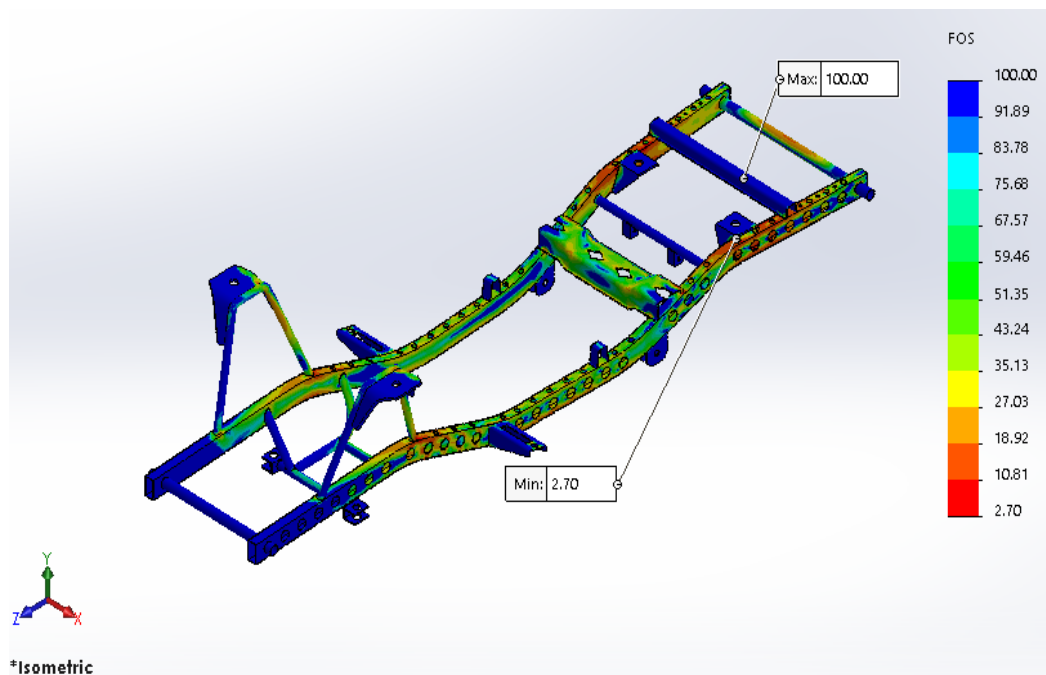 FOS
Max: 100.00
100.00
91.89
83.78
75.68
67.57
59.46
51.35
43.24
35.13
27.03
18.92
10.81
2.70
Min: 2.70
Y
Z
X
*Isometric